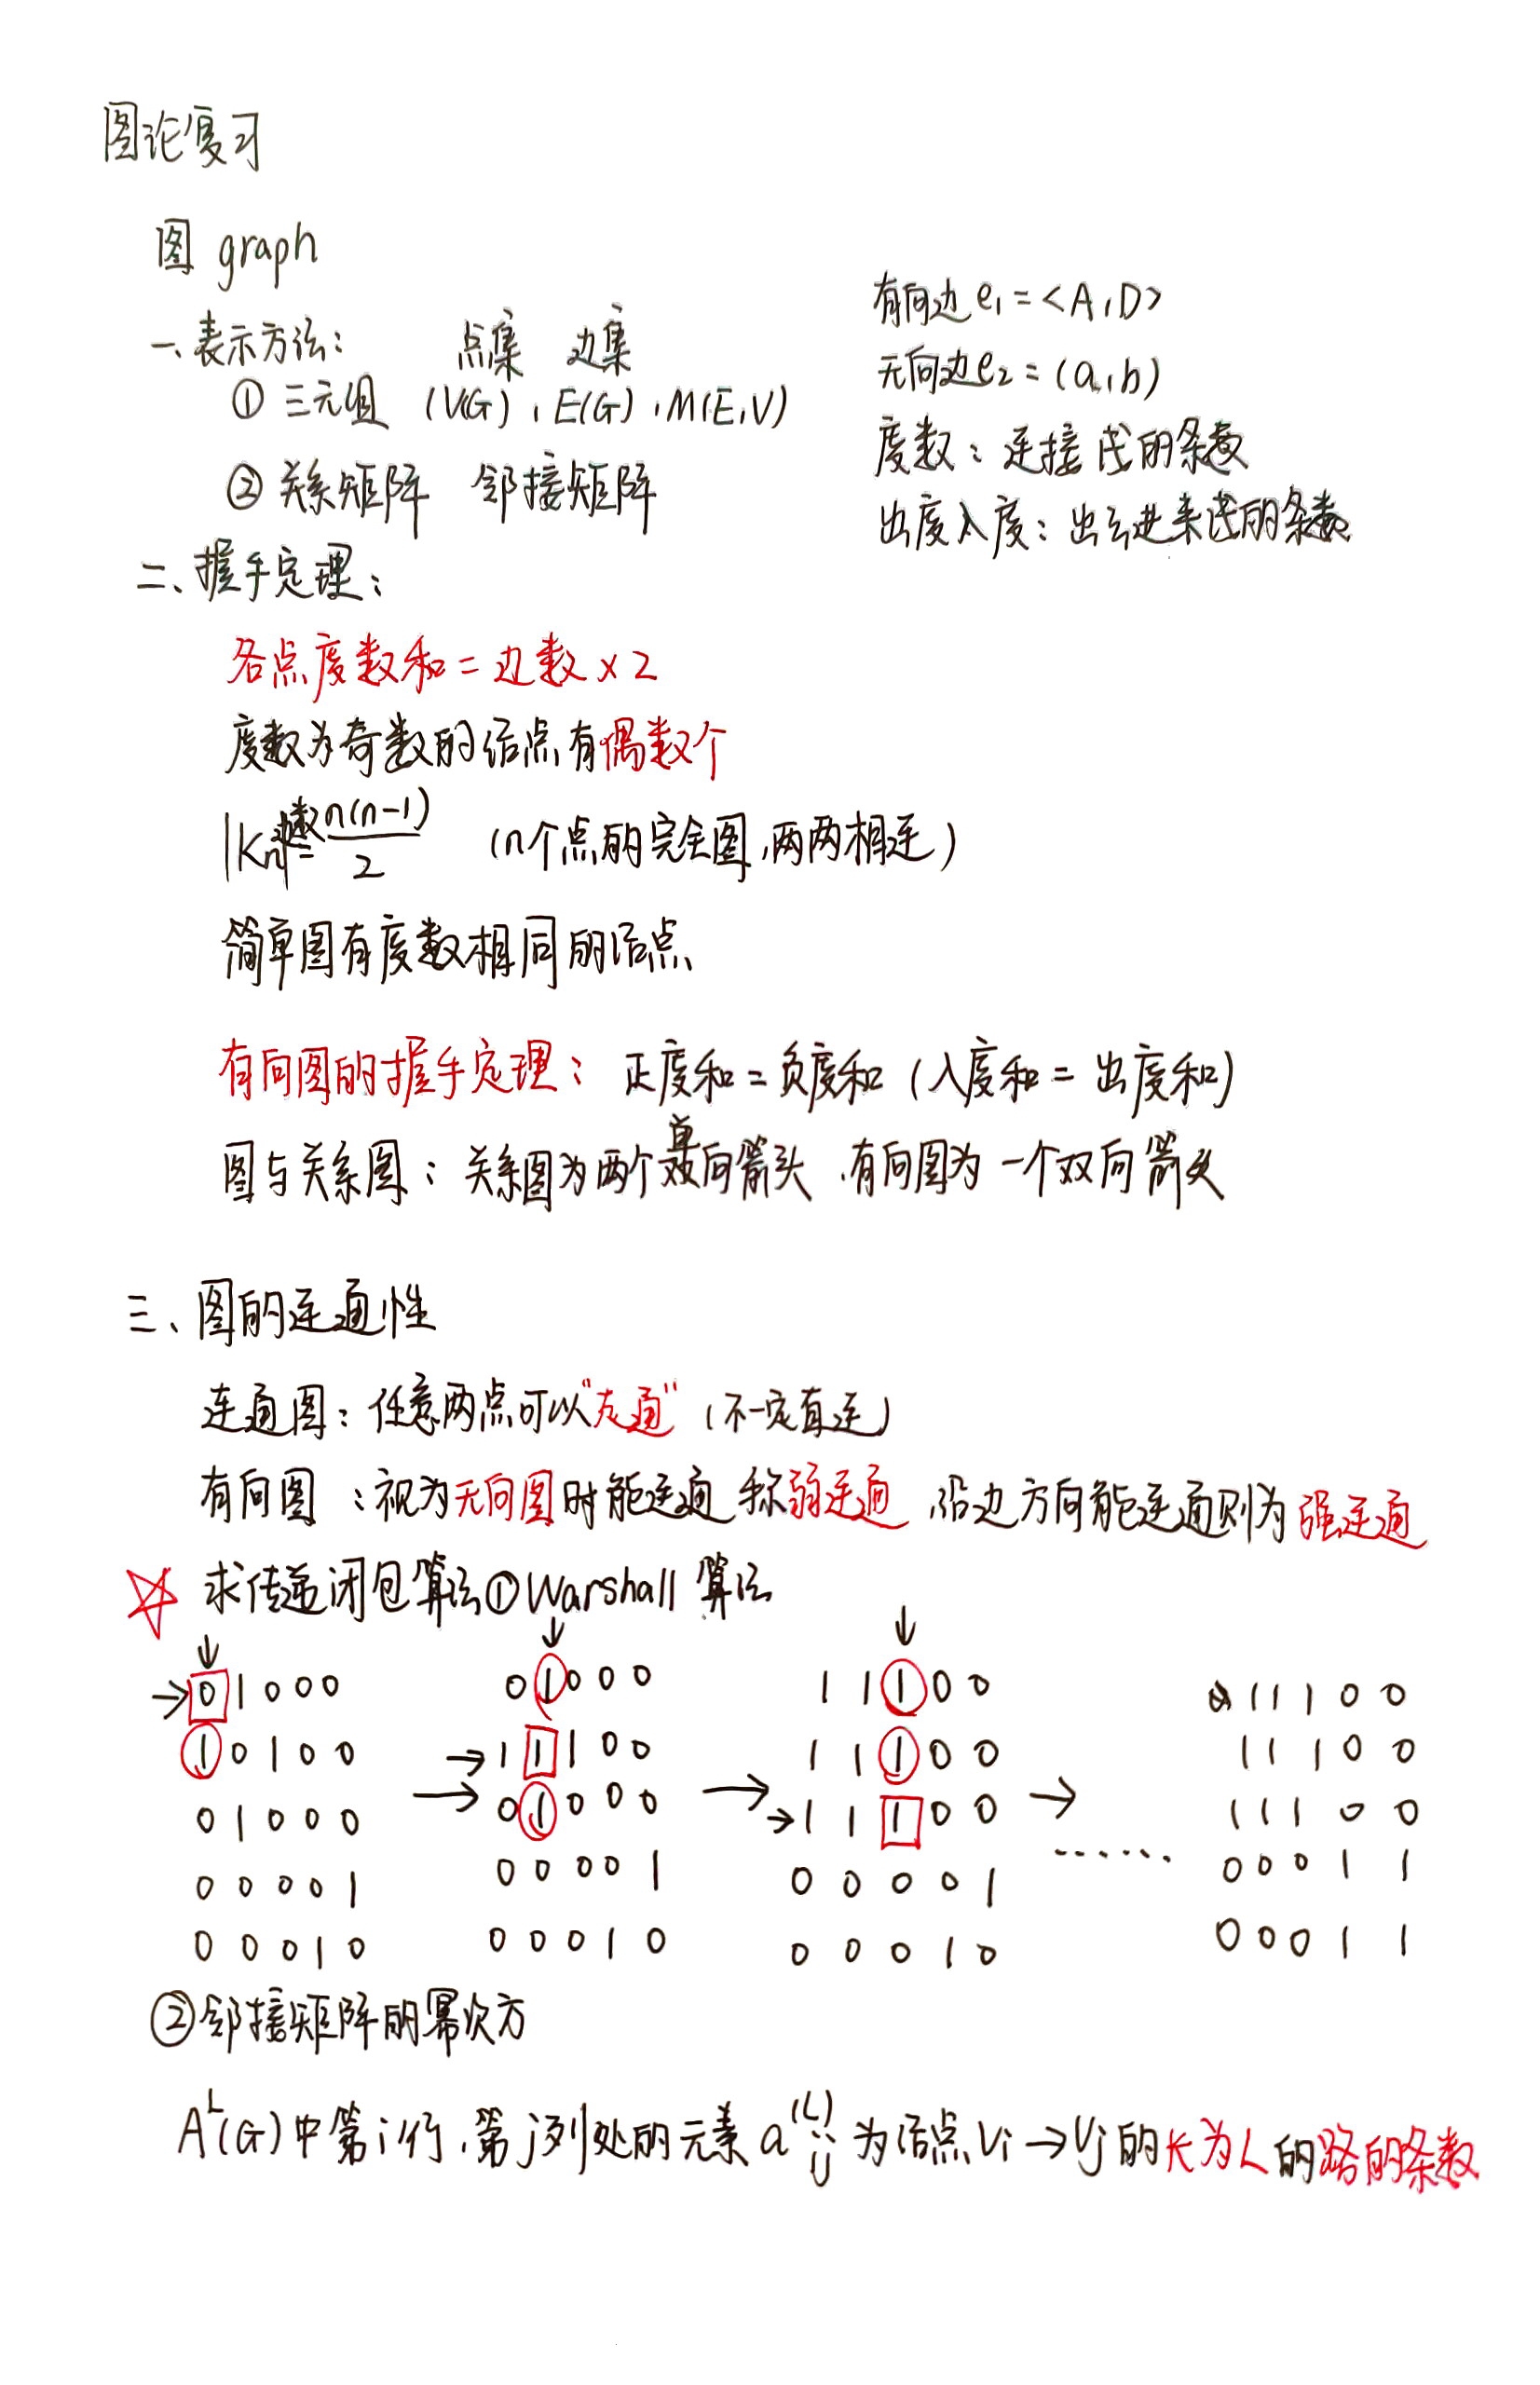 图论复习
图 graph
一、表示方法：
点集 边集
① 三元组 (V(G), E(G), M(E,V)
② 关系矩阵 邻接矩阵
有向边 e₁ = <A,D>
无向边 e₂ = (a,b)
度数：连接线的条数
出度入度：出去进来线的条数
二、握手定理：
各点度数和 = 边数 × 2
度数为奇数的结点有偶数个
|Kₙ| = n(n-1)/2 (n个点的完全图,两两相连)
简单图有度数相同的结点
有向图的握手定理：正度和 = 负度和 (入度和 = 出度和)
图与关系图：关系图为两个单向箭头,有向图为一个双向箭头
三、图的连通性
连通图：任意两点可以"走通" (不一定直连)
有向图：视为无向图时能连通 称弱连通,沿边方向能连通则为 强连通
☆ 求传递闭包算法① Warshall 算法
↓ ↓ ↓
→ 0 1 0 0 0 0 1 0 0 0 1 1 1 0 0 1 1 1 0 0
1 0 1 0 0 → 1 1 1 0 0 1 1 1 0 0 1 1 1 0 0
0 1 0 0 0 → 0 1 0 0 0 → → 1 1 1 0 0 → 1 1 1 0 0
0 0 0 0 1 0 0 0 0 1 0 0 0 0 1 …… 0 0 0 1 1
0 0 0 1 0 0 0 0 1 0 0 0 0 1 0 0 0 0 1 1
② 邻接矩阵的幂次方
Aᴸ(G) 中第 i 行,第 j 列处的元素 aᵢⱼ⁽ᴸ⁾ 为结点 Vi → Vj 的长为 L 的路的条数